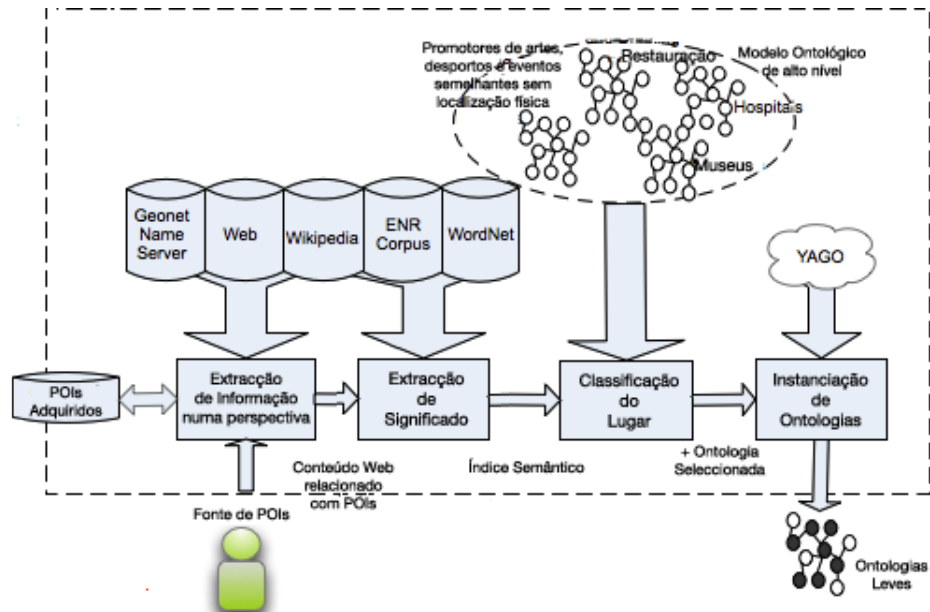 Promotores de artes,
desportos e eventos
semelhantes sem
localização física
Restauração
Modelo Ontológico
de alto nível
Hospitais
Museus
Geonet
Name
Server
Web
Wikipedia
ENR
Corpus
WordNet
YAGO
POIs
Adquiridos
Extracção
de Informação
numa perspectiva
Extracção
de
Significado
Classificação
do
Lugar
Instanciação
de
Ontologias
Conteúdo Web
relacionado
com POIs
Índice Semântico
+ Ontologia
Seleccionada
Fonte de POIs
Ontologias
Leves